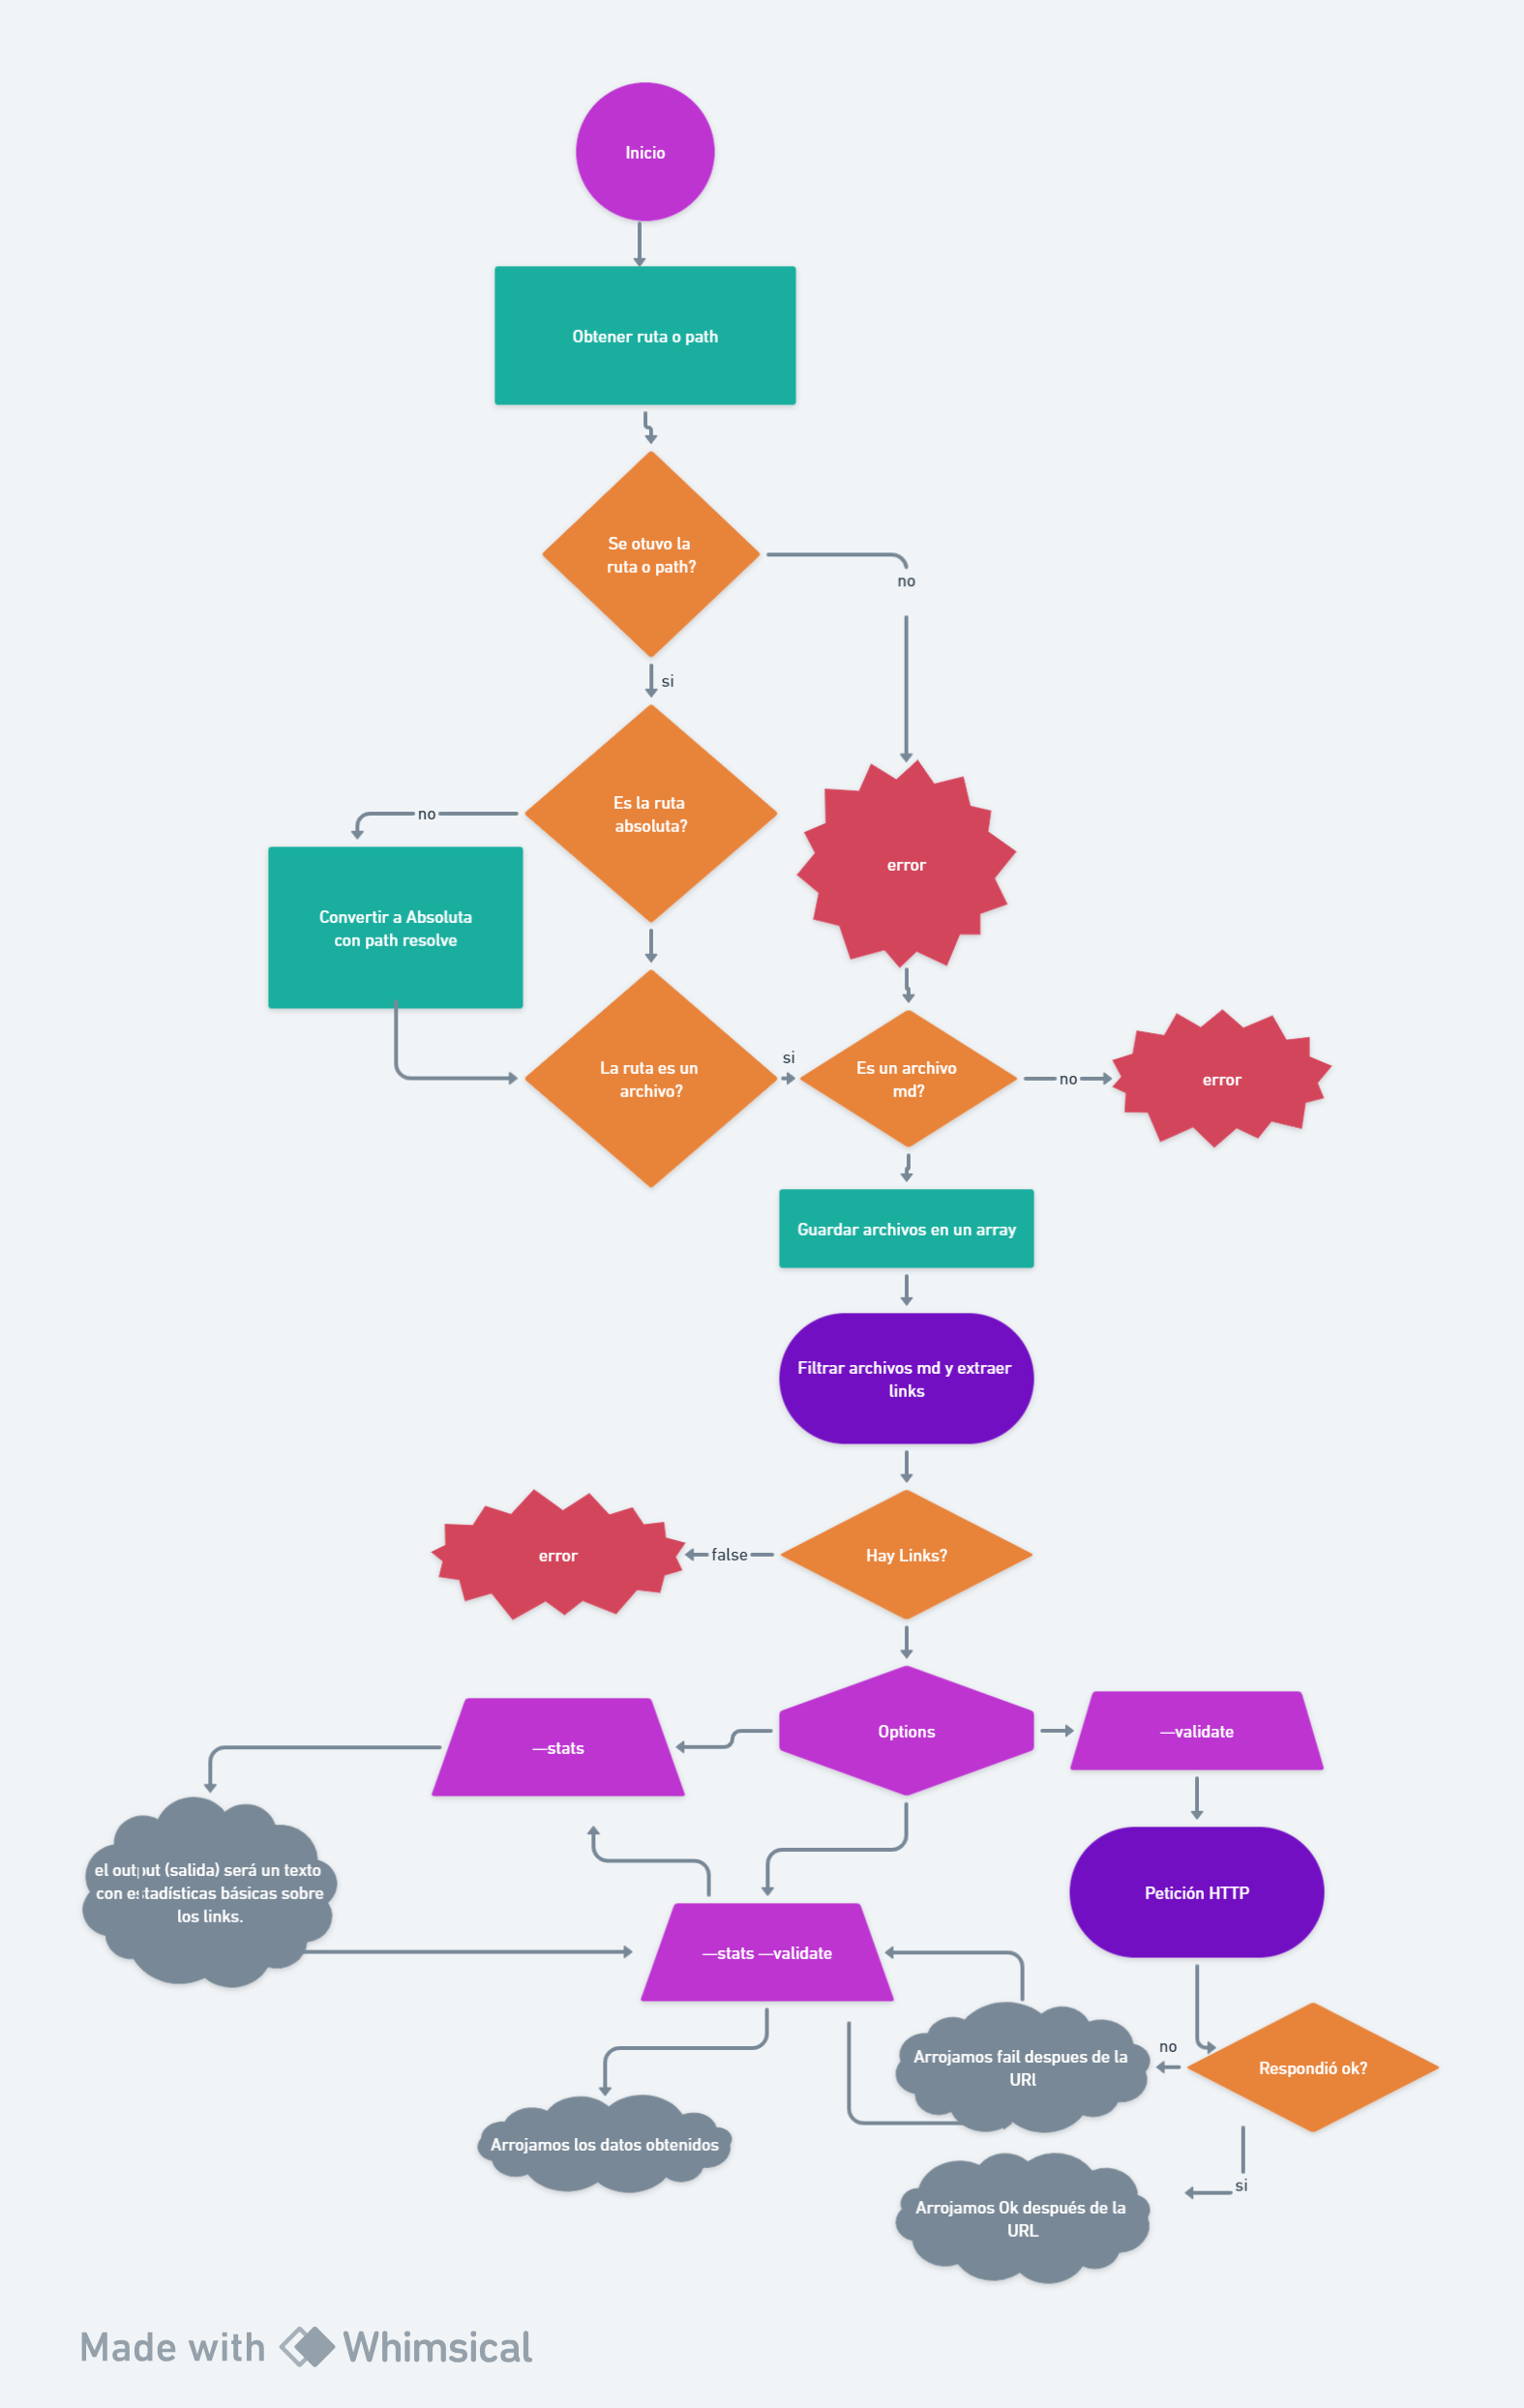 Inicio
Obtener ruta o path
Se otuvo la
ruta o path?
no
si
Es la ruta
absoluta?
no
error
Convertir a Absoluta
con path resolve
La ruta es un
archivo?
si
Es un archivo
md?
no
error
Guardar archivos en un array
Filtrar archivos md y extraer
links
Hay Links?
false
error
Options
—stats
—validate
el output (salida) será un texto
con estadísticas básicas sobre
los links.
Petición HTTP
—stats —validate
Respondió ok?
no
Arrojamos fail despues de la
URl
Arrojamos los datos obtenidos
si
Arrojamos Ok después de la
URL
Made with Whimsical